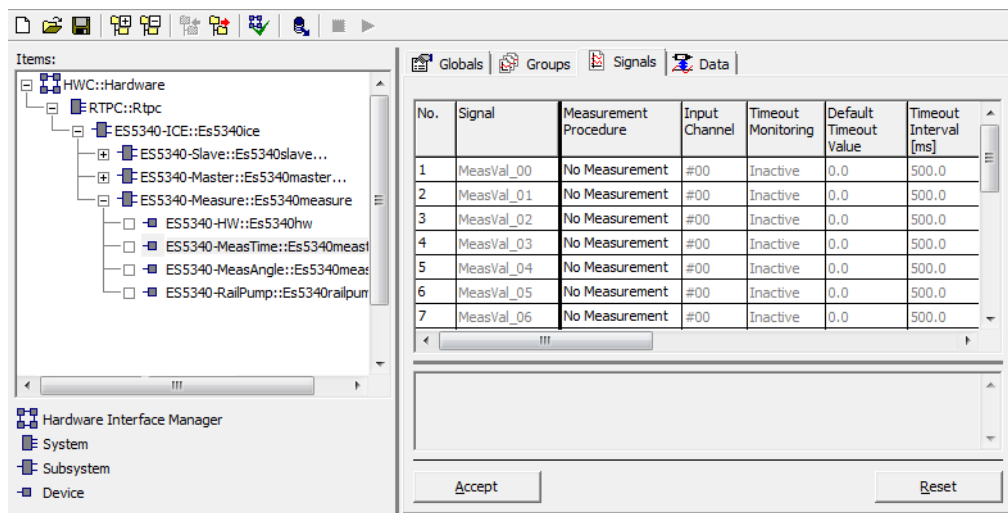 Items:
HWC::Hardware
RTPC::Rtpc
ES5340-ICE::Es5340ice
ES5340-Slave::Es5340slave...
ES5340-Master::Es5340master...
ES5340-Measure::Es5340measure
ES5340-HW::Es5340hw
ES5340-MeasTime::Es5340meast
ES5340-MeasAngle::Es5340meas
ES5340-RailPump::Es5340railpum
Hardware Interface Manager
System
Subsystem
Device
Globals Groups Signals Data
No. Signal Measurement Procedure Input Channel Timeout Monitoring Default Timeout Value Timeout Interval [ms]
1 MeasVal_00 No Measurement #00 Inactive 0.0 500.0
2 MeasVal_01 No Measurement #00 Inactive 0.0 500.0
3 MeasVal_02 No Measurement #00 Inactive 0.0 500.0
4 MeasVal_03 No Measurement #00 Inactive 0.0 500.0
5 MeasVal_04 No Measurement #00 Inactive 0.0 500.0
6 MeasVal_05 No Measurement #00 Inactive 0.0 500.0
7 MeasVal_06 No Measurement #00 Inactive 0.0 500.0
Accept Reset